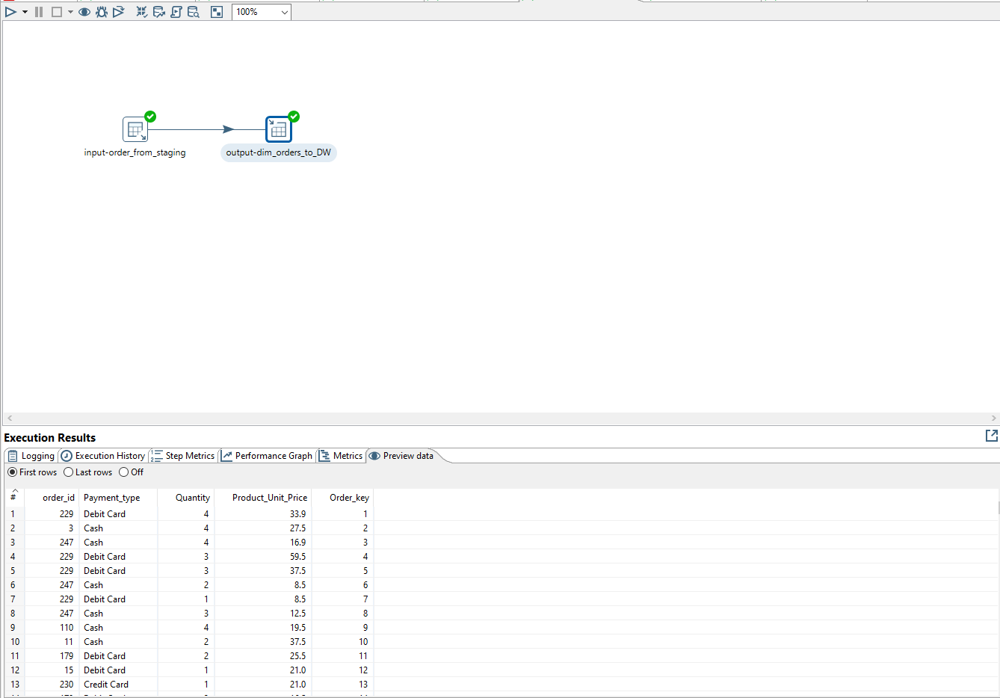 100%
input-order_from_staging
output-dim_orders_to_DW
Execution Results
Logging Execution History Step Metrics Performance Graph Metrics Preview data
First rows Last rows Off
# order_id Payment_type Quantity Product_Unit_Price Order_key
1 229 Debit Card 4 33.9 1
2 3 Cash 4 27.5 2
3 247 Cash 4 16.9 3
4 229 Debit Card 3 59.5 4
5 229 Debit Card 3 37.5 5
6 247 Cash 2 8.5 6
7 229 Debit Card 1 8.5 7
8 247 Cash 3 12.5 8
9 110 Cash 4 19.5 9
10 11 Cash 2 37.5 10
11 179 Debit Card 2 25.5 11
12 15 Debit Card 1 21.0 12
13 230 Credit Card 1 21.0 13